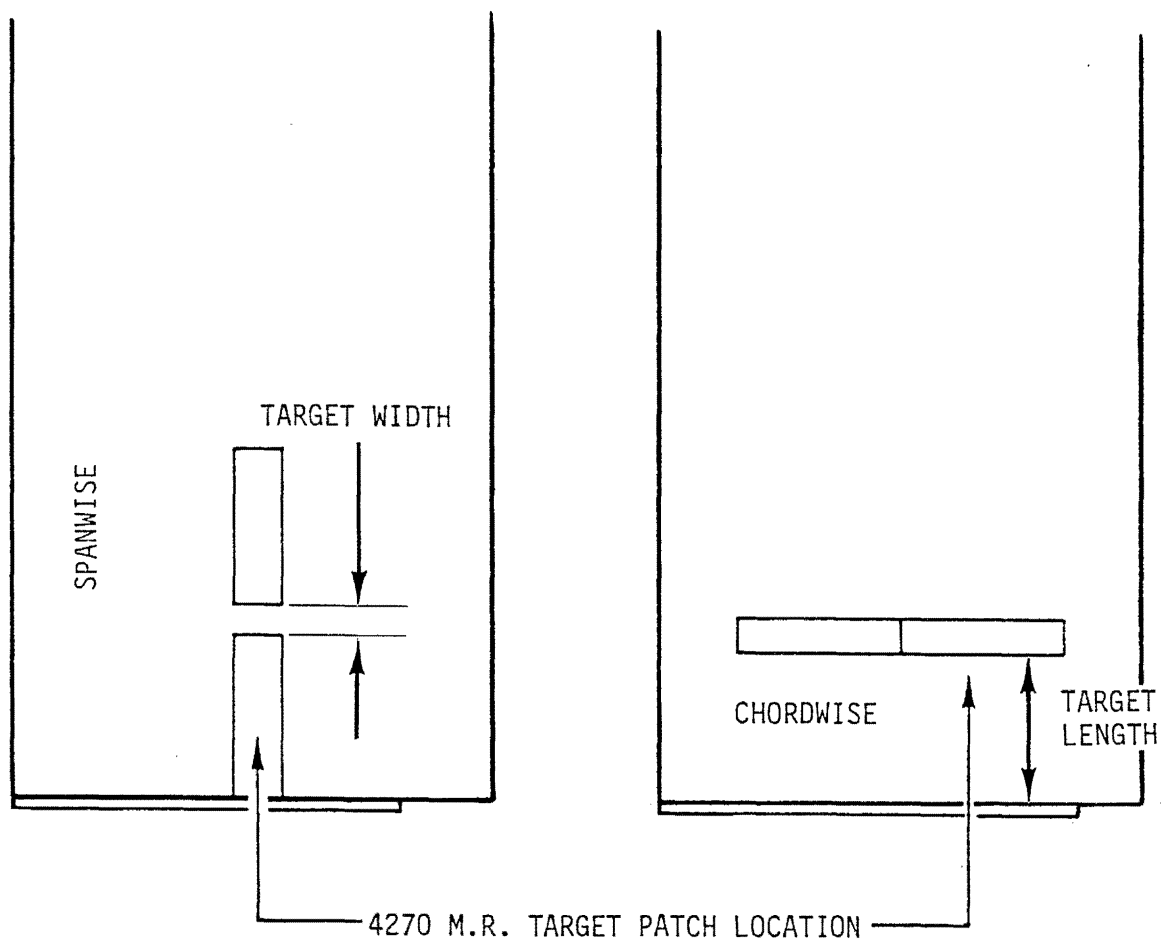 TARGET WIDTH
SPANWISE
CHORDWISE
TARGET
LENGTH
4270 M.R. TARGET PATCH LOCATION